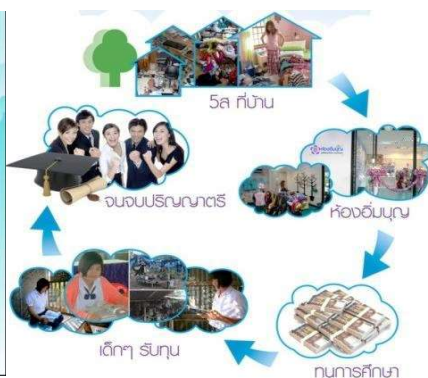 5ส ที่บ้าน
ห้องอิ่มบุญ
ทุนการศึกษา
เด็กๆ รับทุน
จนจบปริญญาตรี